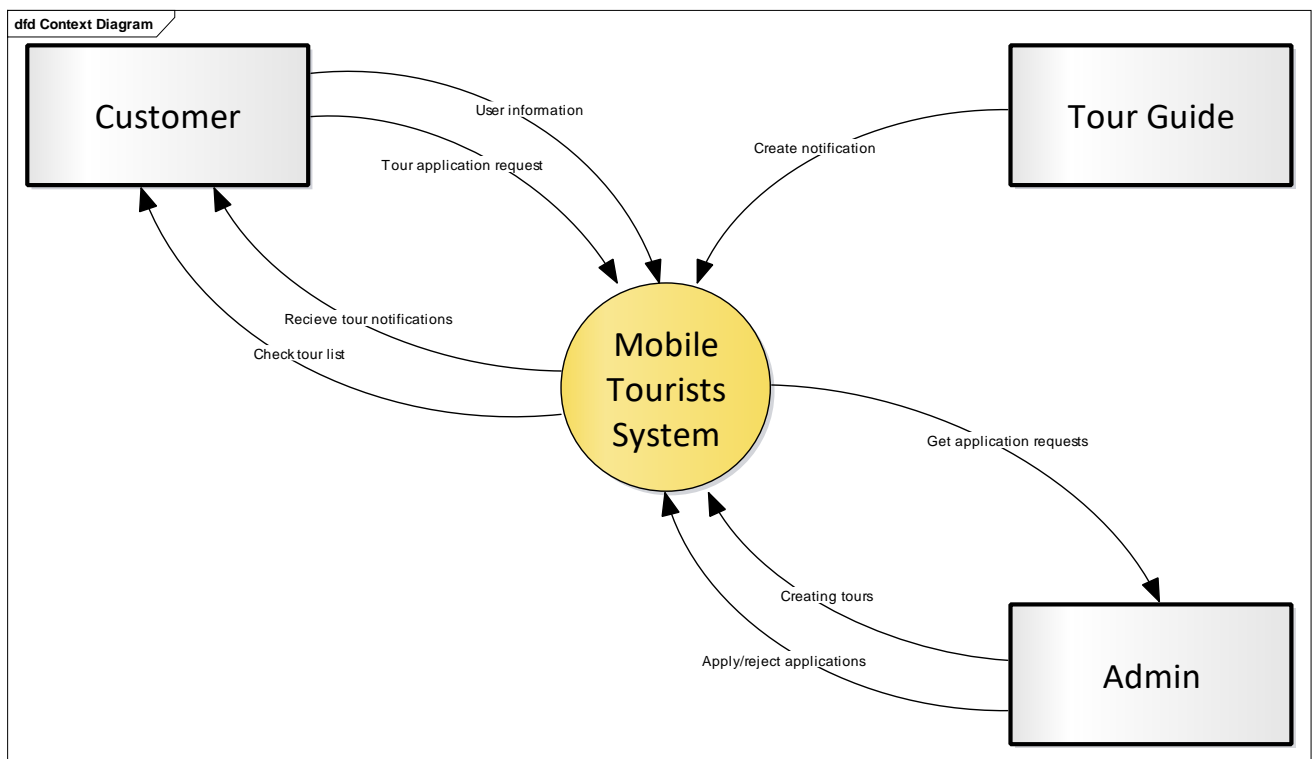 dfd Context Diagram
Customer
Tour Guide
User information
Create notification
Tour application request
Recieve tour notifications
Check tour list
Mobile
Tourists
System
Get application requests
Creating tours
Apply/reject applications
Admin